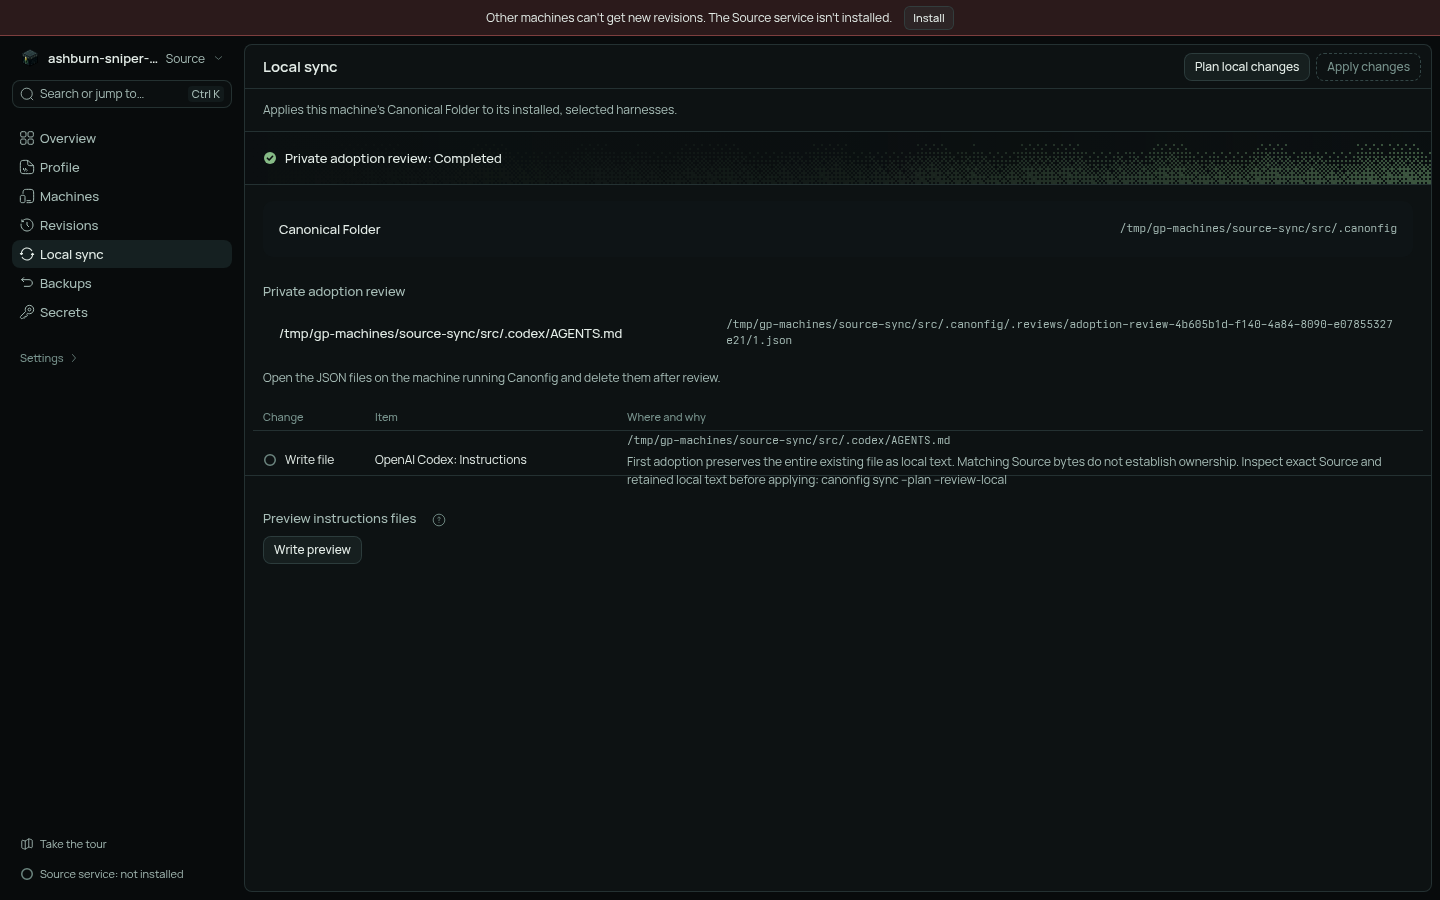 Other machines can't get new revisions. The Source service isn't installed. Install
ashburn-sniper-... Source
Search or jump to... Ctrl K
Overview
Profile
Machines
Revisions
Local sync
Backups
Secrets
Settings
Take the tour
Source service: not installed
Local sync
Plan local changes
Apply changes
Applies this machine's Canonical Folder to its installed, selected harnesses.
Private adoption review: Completed
Canonical Folder /tmp/gp-machines/source-sync/src/.canonfig
Private adoption review
/tmp/gp-machines/source-sync/src/.codex/AGENTS.md
/tmp/gp-machines/source-sync/src/.canonfig/.reviews/adoption-review-4b605b1d-f140-4a84-8090-e07855327
e21/1.json
Open the JSON files on the machine running Canonfig and delete them after review.
Change Item Where and why
Write file OpenAI Codex: Instructions
/tmp/gp-machines/source-sync/src/.codex/AGENTS.md
First adoption preserves the entire existing file as local text. Matching Source bytes do not establish ownership. Inspect exact Source and
retained local text before applying: canonfig sync --plan --review-local
Preview instructions files ?
Write preview